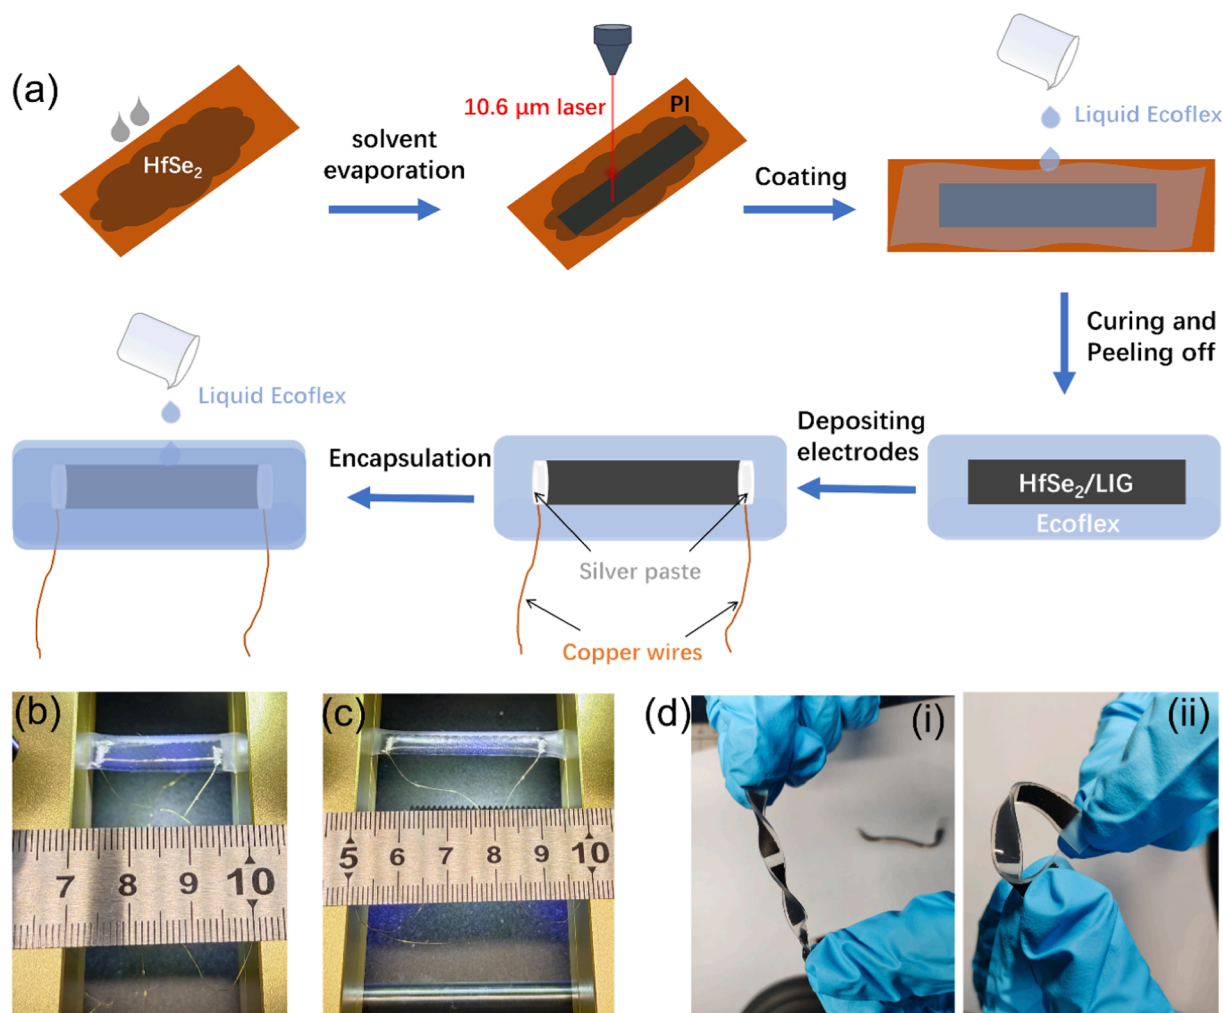 (a)
HfSe₂
solvent
evaporation
10.6 μm laser
PI
Coating
Liquid Ecoflex
Curing and
Peeling off
Liquid Ecoflex
Encapsulation
Depositing
electrodes
HfSe₂/LIG
Ecoflex
Silver paste
Copper wires
(b)
7 8 9 10
(c)
5 6 7 8 9 10
(d)
(i)
(ii)